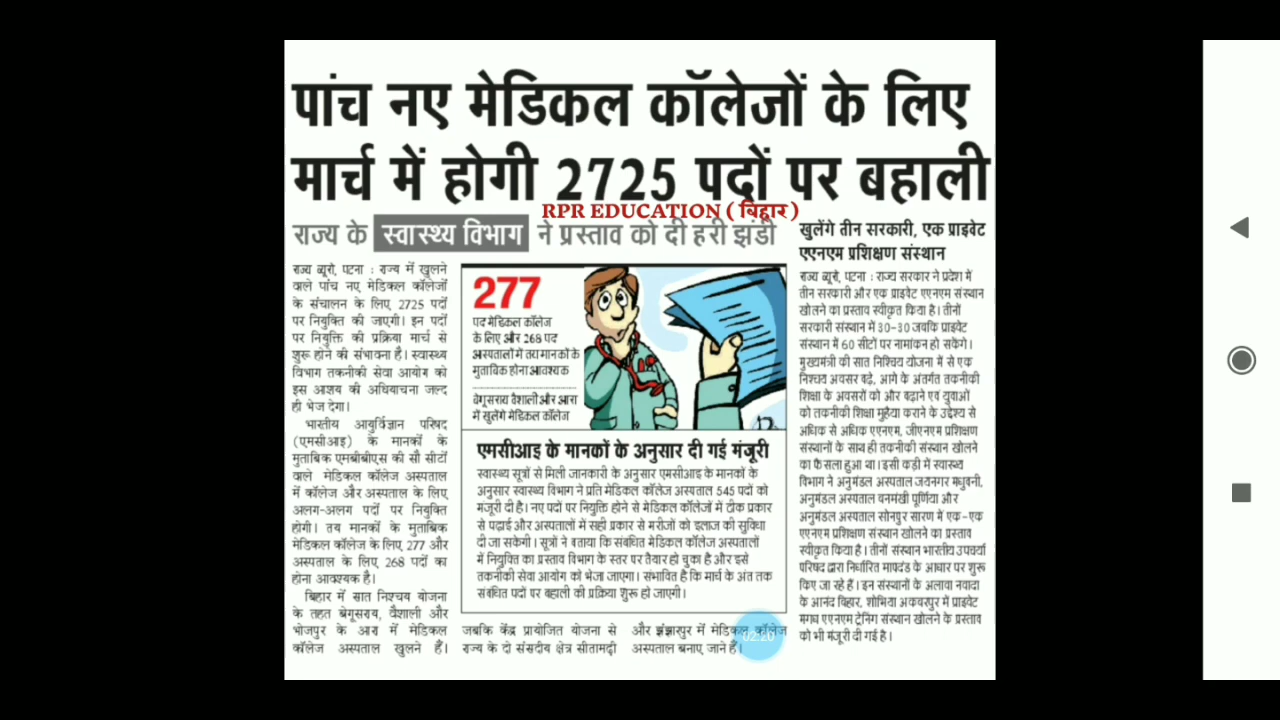 पांच नए मेडिकल कॉलेजों के लिए
मार्च में होगी 2725 पदों पर बहाली
RPR EDUCATION ( बिहार )
राज्य के स्वास्थ्य विभाग ने प्रस्ताव को दी हरी झंडी
राज्य ब्यूरो, पटना : राज्य में खुलने
वाले पांच नए मेडिकल कॉलेजों
के संचालन के लिए 2725 पदों
पर नियुक्ति की जाएगी। इन पदों
पर नियुक्ति की प्रक्रिया मार्च से
शुरू होने की संभावना है। स्वास्थ्य
विभाग तकनीकी सेवा आयोग को
इस आशय की अधियाचना जल्द
ही भेज देगा।
भारतीय आयुर्विज्ञान परिषद
(एमसीआइ) के मानकों के
मुताबिक एमबीबीएस की सौ सीटों
वाले मेडिकल कॉलेज अस्पताल
में कॉलेज और अस्पताल के लिए
अलग-अलग पदों पर नियुक्ति
होगी। तय मानकों के मुताबिक
मेडिकल कॉलेज के लिए 277 और
अस्पताल के लिए 268 पदों का
होना आवश्यक है।
बिहार में सात निश्चय योजना
के तहत बेगूसराय, वैशाली और
भोजपुर के आरा में मेडिकल
कॉलेज अस्पताल खुलने हैं।
277
पद मेडिकल कॉलेज
के लिए और 268 पद
अस्पतालों में तय मानकों के
मुताबिक होना आवश्यक
बेगूसराय वैशाली और आरा
में खुलेंगे मेडिकल कॉलेज
एमसीआइ के मानकों के अनुसार दी गई मंजूरी
स्वास्थ्य सूत्रों से मिली जानकारी के अनुसार एमसीआइ के मानकों के
अनुसार स्वास्थ्य विभाग ने प्रति मेडिकल कॉलेज अस्पताल 545 पदों को
मंजूरी दी है। नए पदों पर नियुक्ति होने से मेडिकल कॉलेजों में ठीक प्रकार
से पढ़ाई और अस्पतालों में सही प्रकार से मरीजों को इलाज की सुविधा
दी जा सकेगी। सूत्रों ने बताया कि संबंधित मेडिकल कॉलेज अस्पतालों
में नियुक्ति का प्रस्ताव विभाग के स्तर पर तैयार हो चुका है और इसे
तकनीकी सेवा आयोग को भेजा जाएगा। संभावित है कि मार्च के अंत तक
संबंधित पदों पर बहाली की प्रक्रिया शुरू हो जाएगी।
जबकि केंद्र प्रायोजित योजना से
राज्य के दो संसदीय क्षेत्र सीतामढ़ी
और झंझारपुर में मेडिकल कॉलेज
अस्पताल बनाए जाने हैं।
02:20
खुलेंगे तीन सरकारी, एक प्राइवेट
एएनएम प्रशिक्षण संस्थान
राज्य ब्यूरो, पटना : राज्य सरकार ने प्रदेश में
तीन सरकारी और एक प्राइवेट एएनएम संस्थान
खोलने का प्रस्ताव स्वीकृत किया है। तीनों
सरकारी संस्थान में 30-30 जबकि प्राइवेट
संस्थान में 60 सीटों पर नामांकन हो सकेंगे।
मुख्यमंत्री की सात निश्चिय योजना में से एक
निश्चय अवसर बढ़े, आगे के अंतर्गत तकनीकी
शिक्षा के अवसरों को और बढ़ाने एवं युवाओं
को तकनीकी शिक्षा मुहैया कराने के उद्देश्य से
अधिक से अधिक एएनएम, जीएनएम प्रशिक्षण
संस्थानों के साथ ही तकनीकी संस्थान खोलने
का फैसला हुआ था। इसी कड़ी में स्वास्थ्य
विभाग ने अनुमंडल अस्पताल जयनगर मधुवनी,
अनुमंडल अस्पताल वनमंखी पूर्णिया और
अनुमंडल अस्पताल सोनपुर सारण में एक-एक
एएनएम प्रशिक्षण संस्थान खोलने का प्रस्ताव
स्वीकृत किया है। तीनों संस्थान भारतीय उपचर्या
परिषद द्वारा निर्धारित मापदंड के आधार पर शुरू
किए जा रहे हैं। इन संस्थानों के अलावा नवादा
के आनंद विहार, शोभिया अकबरपुर में प्राइवेट
मगध एएनएम ट्रेनिंग संस्थान खोलने के प्रस्ताव
को भी मंजूरी दी गई है।